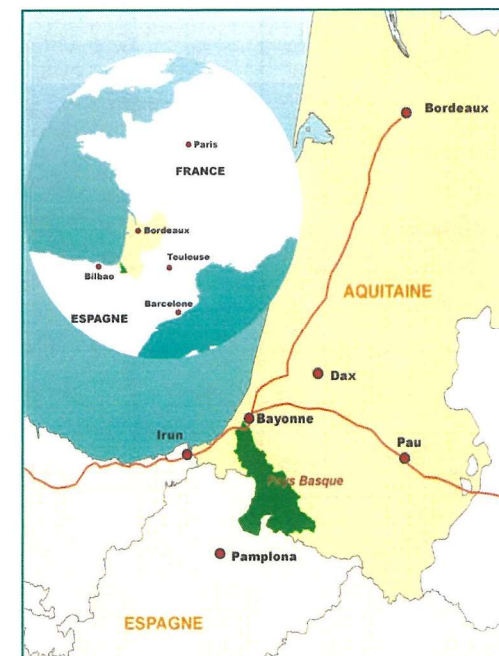 Paris
FRANCE
Bordeaux
Toulouse
Bilbao
Barcelone
ESPAGNE
Bordeaux
AQUITAINE
Dax
Bayonne
Irun
Pau
Pays Basque
Pamplona
ESPAGNE